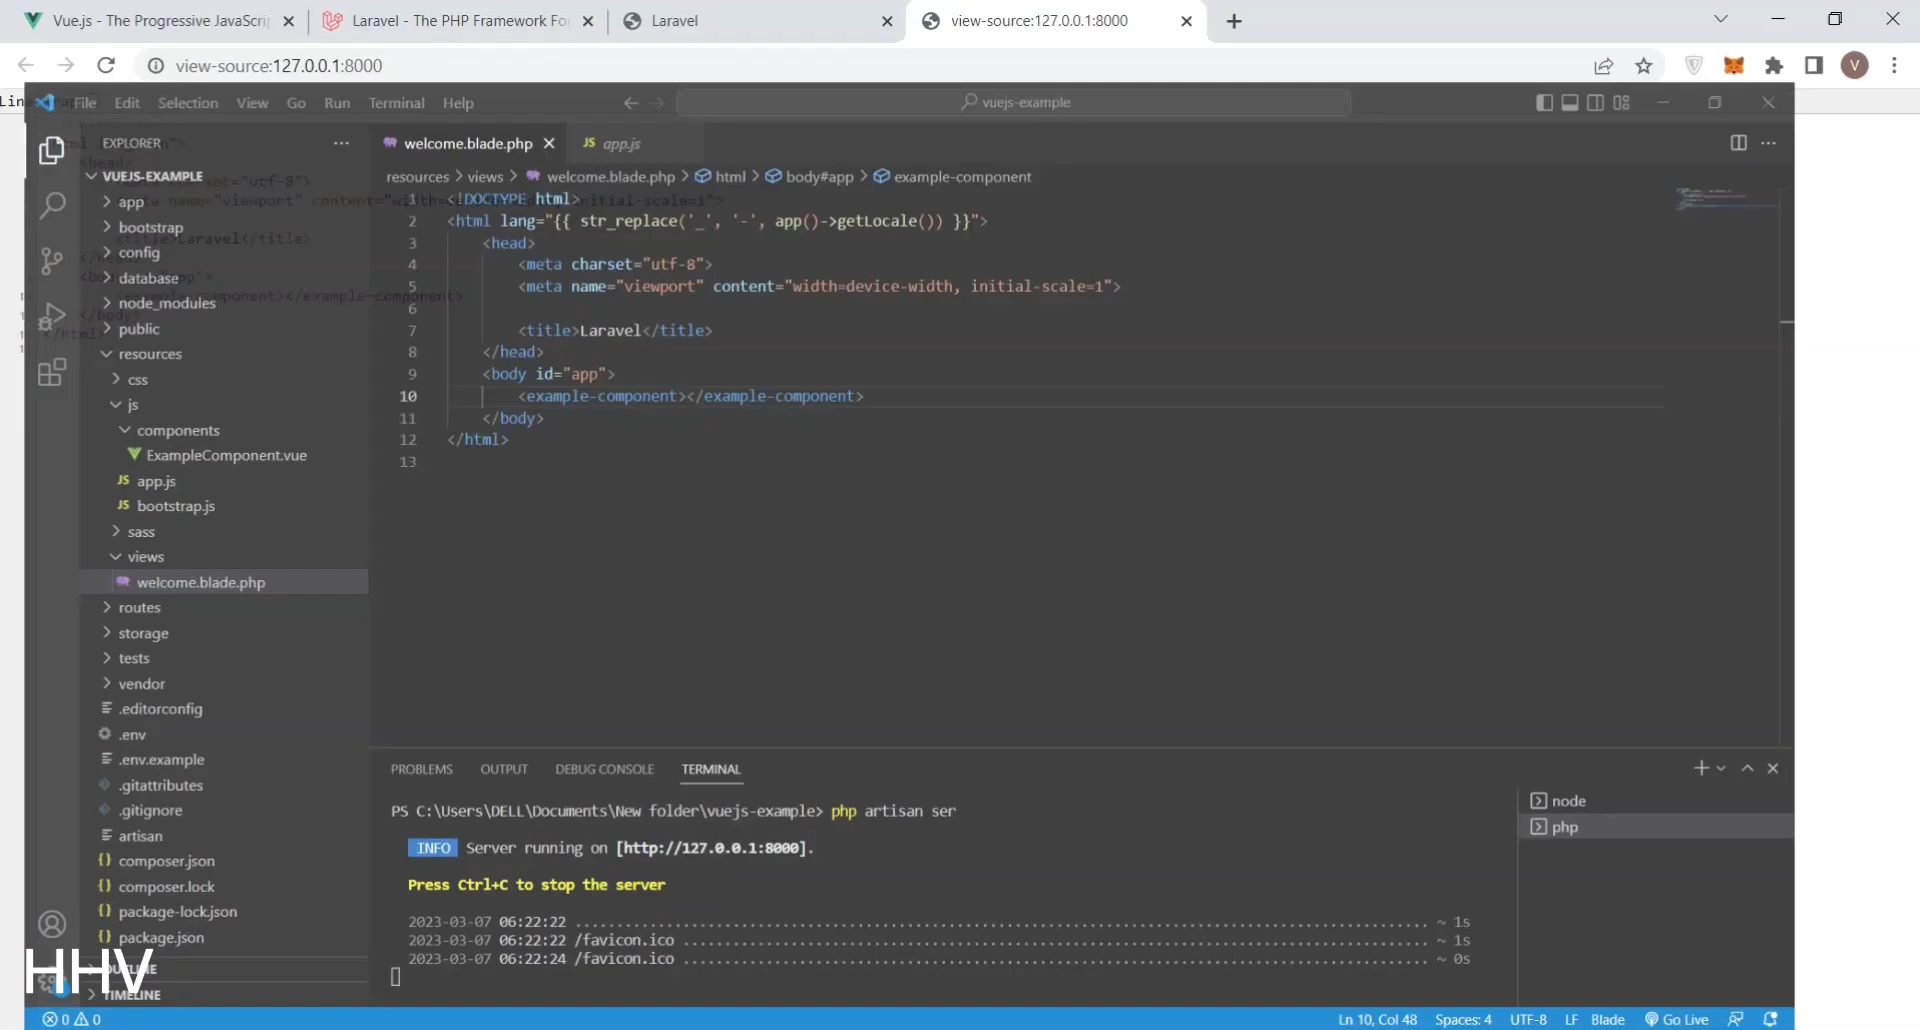 Vue.js - The Progressive JavaScri
Laravel - The PHP Framework Fo
Laravel
view-source:127.0.0.1:8000
view-source:127.0.0.1:8000
V
File Edit Selection View Go Run Terminal Help
vuejs-example
EXPLORER
welcome.blade.php
JS app.js
VUEJS-EXAMPLE
resources > views > welcome.blade.php > html > body#app > example-component
app
bootstrap
config
database
node_modules
public
resources
css
js
components
ExampleComponent.vue
JS app.js
JS bootstrap.js
sass
views
welcome.blade.php
routes
storage
tests
vendor
.editorconfig
.env
.env.example
.gitattributes
.gitignore
artisan
{} composer.json
{} composer.lock
{} package-lock.json
{} package.json
OUTLINE
TIMELINE
1 <!DOCTYPE html>
2 <html lang="{{ str_replace('_', '-', app()->getLocale()) }}">
3 <head>
4 <meta charset="utf-8">
5 <meta name="viewport" content="width=device-width, initial-scale=1">
6
7 <title>Laravel</title>
8 </head>
9 <body id="app">
10 <example-component></example-component>
11 </body>
12 </html>
13
PROBLEMS OUTPUT DEBUG CONSOLE TERMINAL
PS C:\Users\DELL\Documents\New folder\vuejs-example> php artisan ser
INFO Server running on [http://127.0.0.1:8000].
Press Ctrl+C to stop the server
2023-03-07 06:22:22 ........ ~ 1s
2023-03-07 06:22:22 /favicon.ico ........ ~ 1s
2023-03-07 06:22:24 /favicon.ico ........ ~ 0s
node
php
HHV
0 0
Ln 10, Col 48 Spaces: 4 UTF-8 LF Blade Go Live